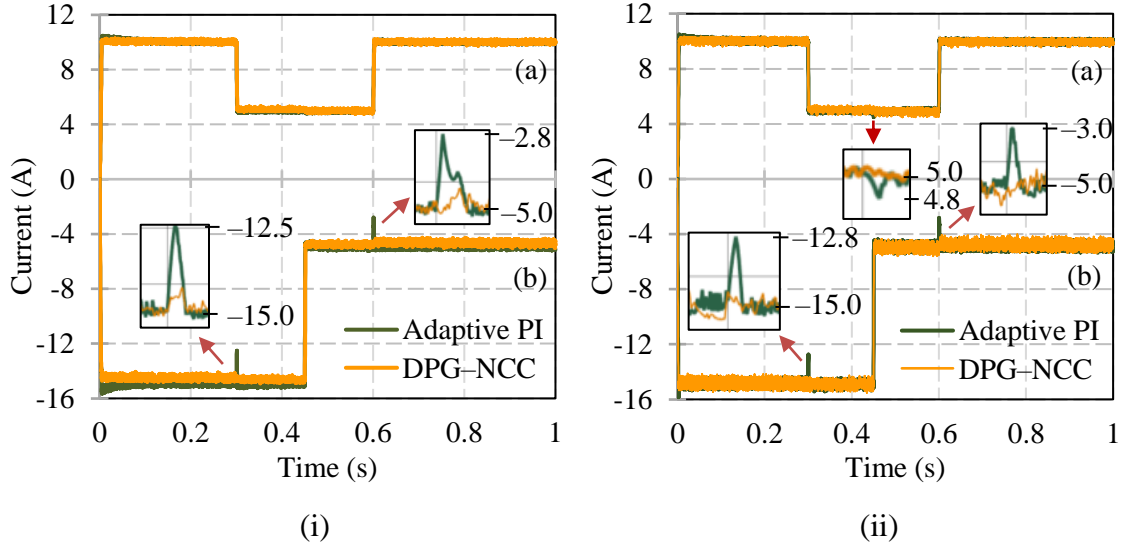 12
8
4
0
-4
-8
-12
-16
Current (A)
(a)
–2.8
–5.0
–12.5
–15.0
(b)
Adaptive PI
DPG–NCC
0
0.2
0.4
0.6
0.8
1
Time (s)
(i)
12
8
4
0
-4
-8
-12
-16
Current (A)
(a)
5.0
4.8
–3.0
–5.0
–12.8
–15.0
(b)
Adaptive PI
DPG–NCC
0
0.2
0.4
0.6
0.8
1
Time (s)
(ii)